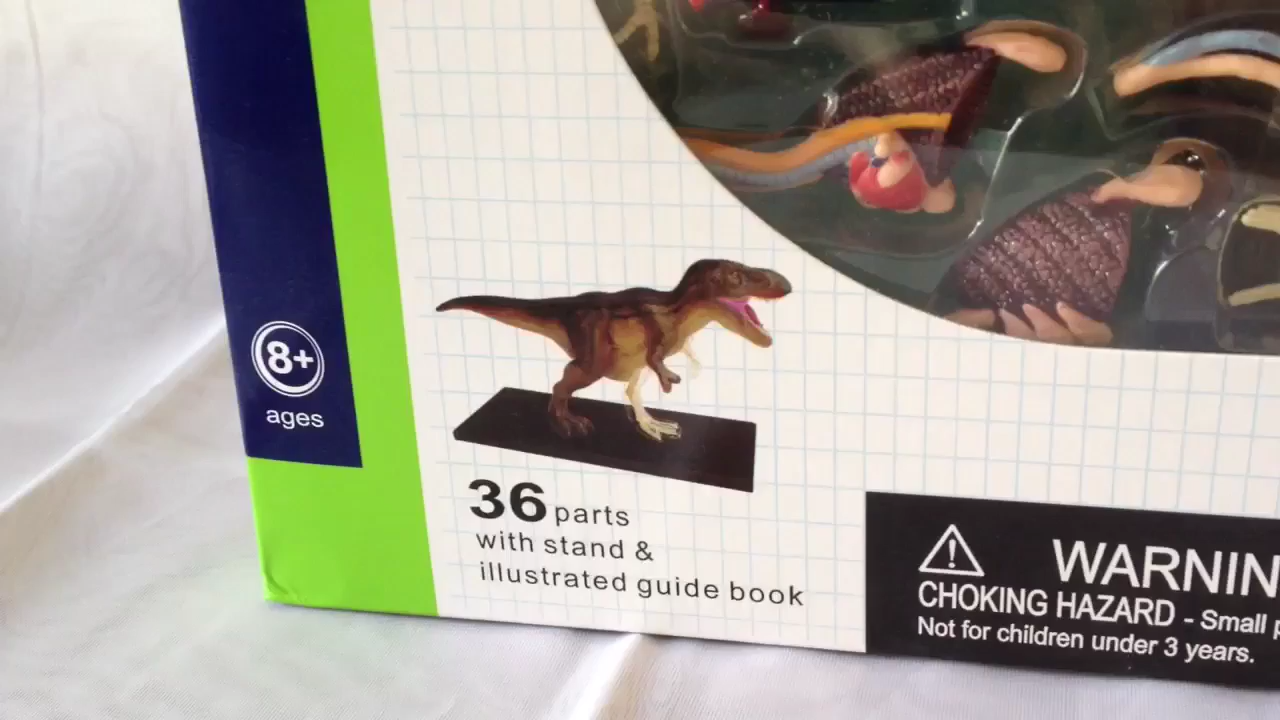 8+
ages
36 parts
with stand &
illustrated guide book
WARNIN
CHOKING HAZARD - Small p
Not for children under 3 years.